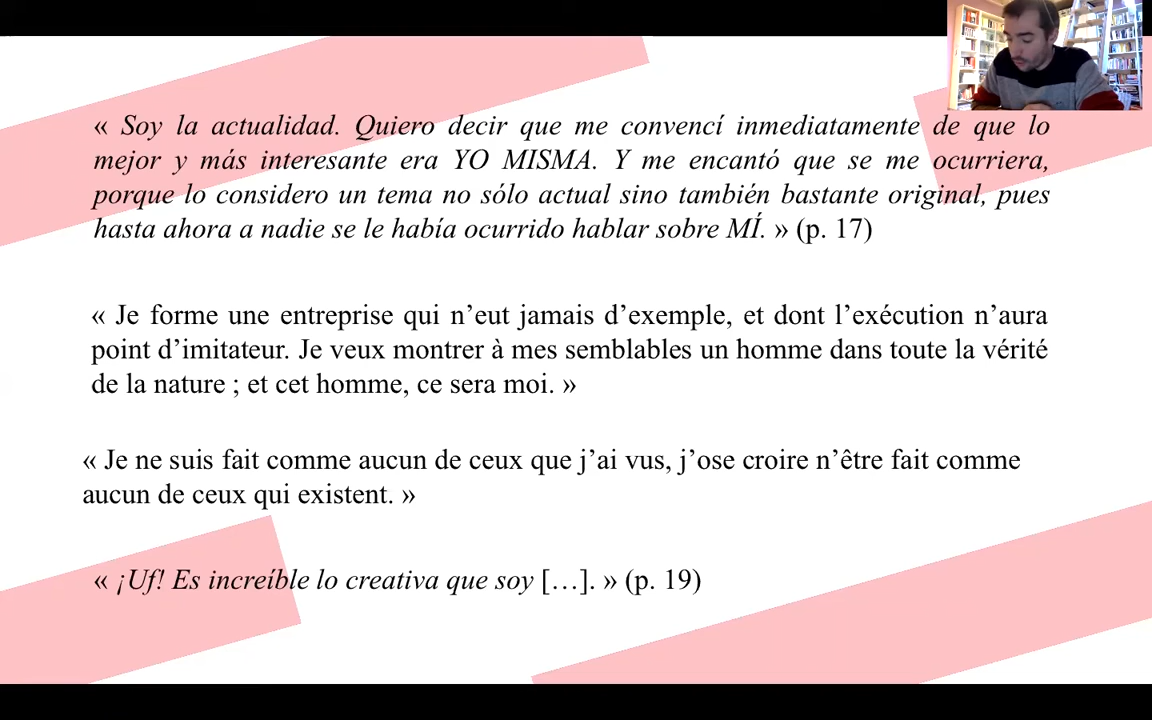 « Soy la actualidad. Quiero decir que me convencí inmediatamente de que lo
mejor y más interesante era YO MISMA. Y me encantó que se me ocurriera,
porque lo considero un tema no sólo actual sino también bastante original, pues
hasta ahora a nadie se le había ocurrido hablar sobre MÍ. » (p. 17)
« Je forme une entreprise qui n’eut jamais d’exemple, et dont l’exécution n’aura
point d’imitateur. Je veux montrer à mes semblables un homme dans toute la vérité
de la nature ; et cet homme, ce sera moi. »
« Je ne suis fait comme aucun de ceux que j’ai vus, j’ose croire n’être fait comme
aucun de ceux qui existent. »
« ¡Uf! Es increíble lo creativa que soy […]. » (p. 19)